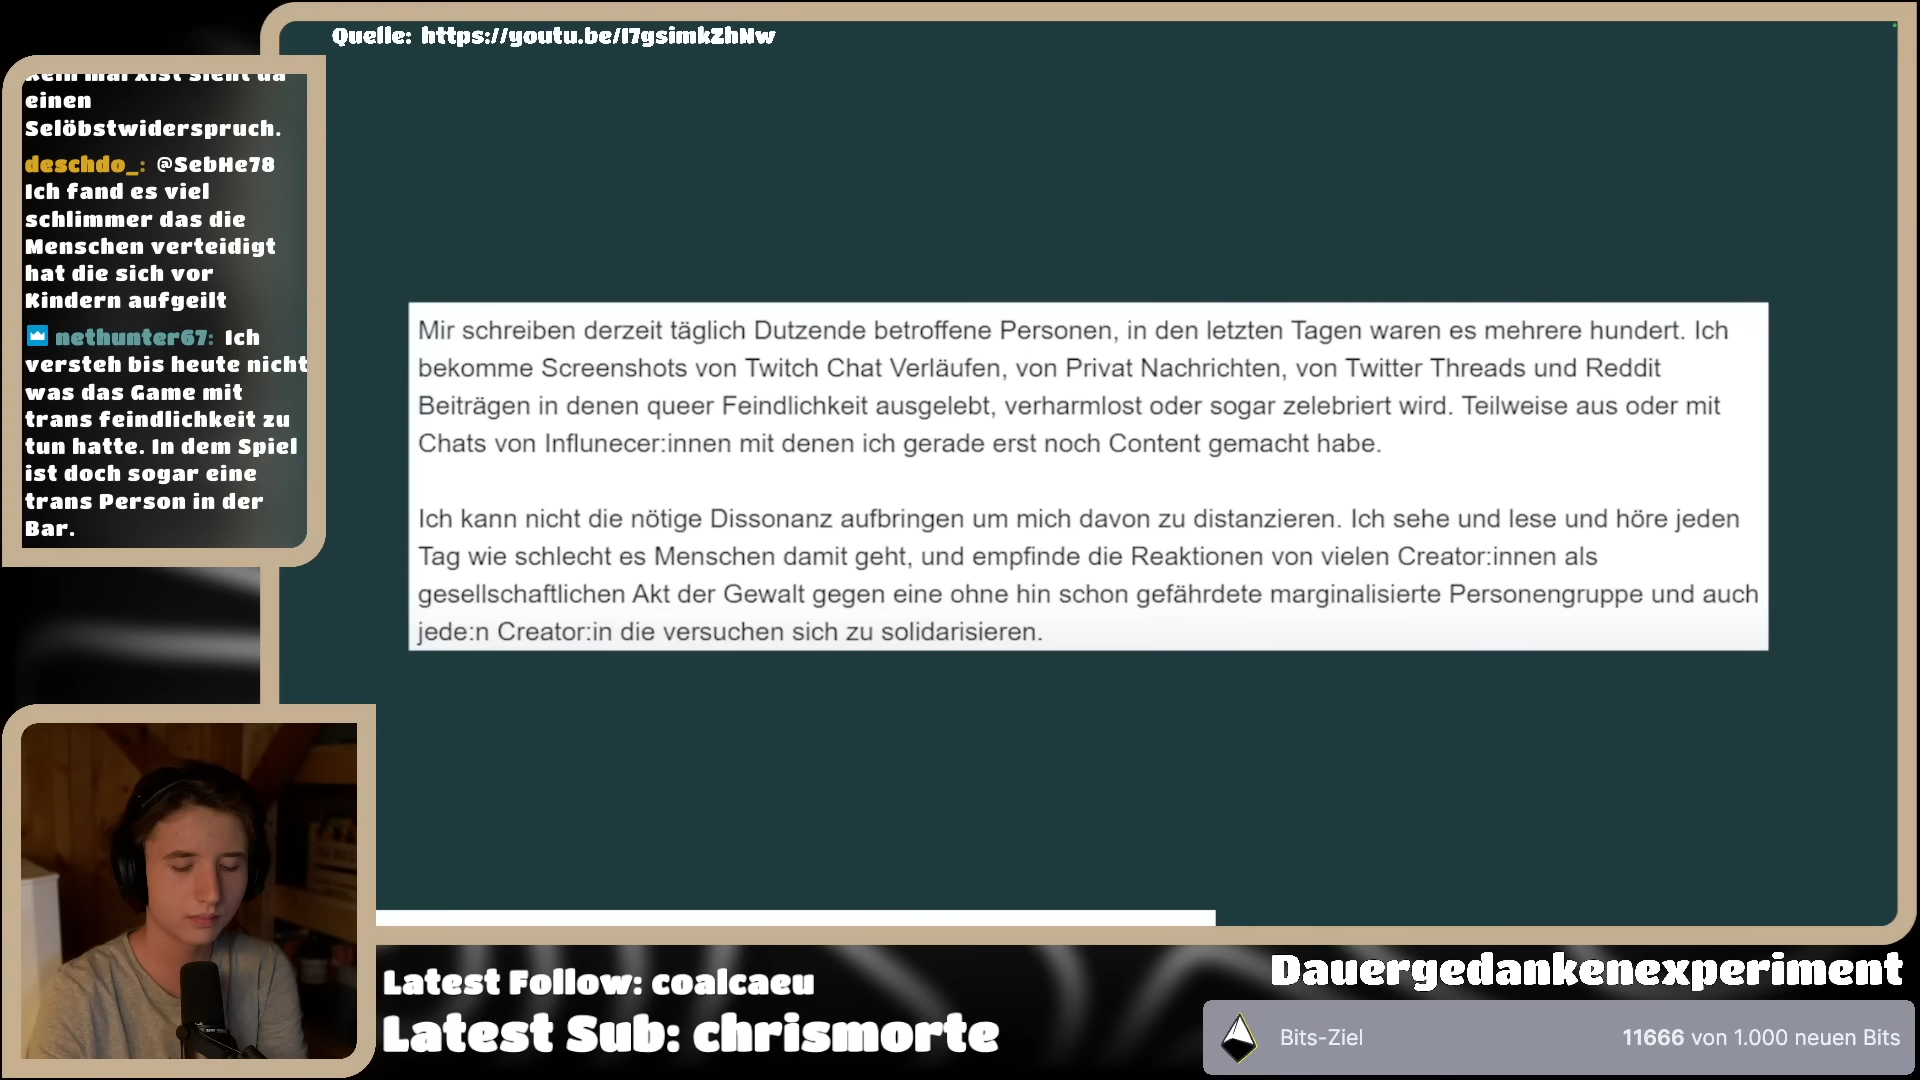 Quelle: https://youtu.be/I7gsimkZhNw
einen
Selöbstwiderspruch.
deschdo_: @SebHe78
Ich fand es viel
schlimmer das die
Menschen verteidigt
hat die sich vor
Kindern aufgeilt
nethunter67: Ich
versteh bis heute nicht
was das Game mit
trans feindlichkeit zu
tun hatte. In dem Spiel
ist doch sogar eine
trans Person in der
Bar.
Mir schreiben derzeit täglich Dutzende betroffene Personen, in den letzten Tagen waren es mehrere hundert. Ich
bekomme Screenshots von Twitch Chat Verläufen, von Privat Nachrichten, von Twitter Threads und Reddit
Beiträgen in denen queer Feindlichkeit ausgelebt, verharmlost oder sogar zelebriert wird. Teilweise aus oder mit
Chats von Influnecer:innen mit denen ich gerade erst noch Content gemacht habe.
Ich kann nicht die nötige Dissonanz aufbringen um mich davon zu distanzieren. Ich sehe und lese und höre jeden
Tag wie schlecht es Menschen damit geht, und empfinde die Reaktionen von vielen Creator:innen als
gesellschaftlichen Akt der Gewalt gegen eine ohne hin schon gefährdete marginalisierte Personengruppe und auch
jede:n Creator:in die versuchen sich zu solidarisieren.
Latest Follow: coalcaeu
Latest Sub: chrismorte
Dauergedankenexperiment
Bits-Ziel 11666 von 1.000 neuen Bits